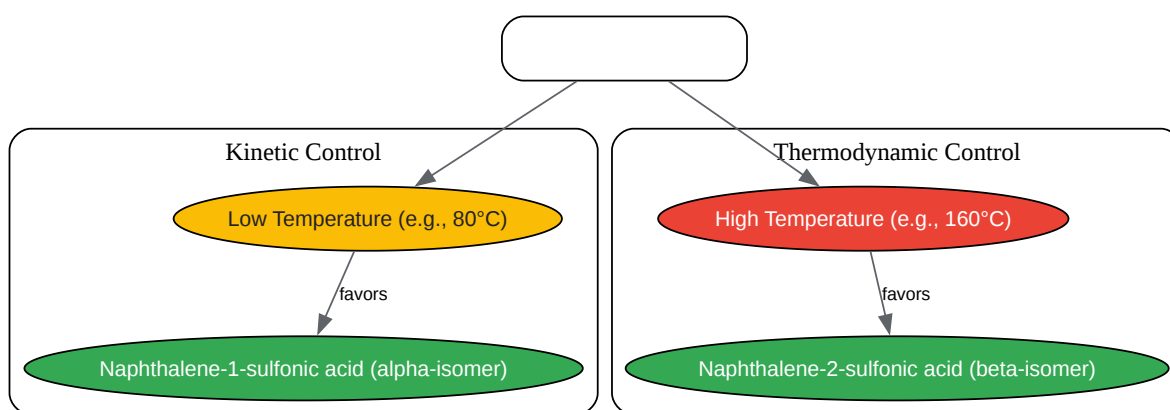 Kinetic Control
Thermodynamic Control
Low Temperature (e.g., 80°C)
High Temperature (e.g., 160°C)
favors
favors
Naphthalene-1-sulfonic acid (alpha-isomer)
Naphthalene-2-sulfonic acid (beta-isomer)